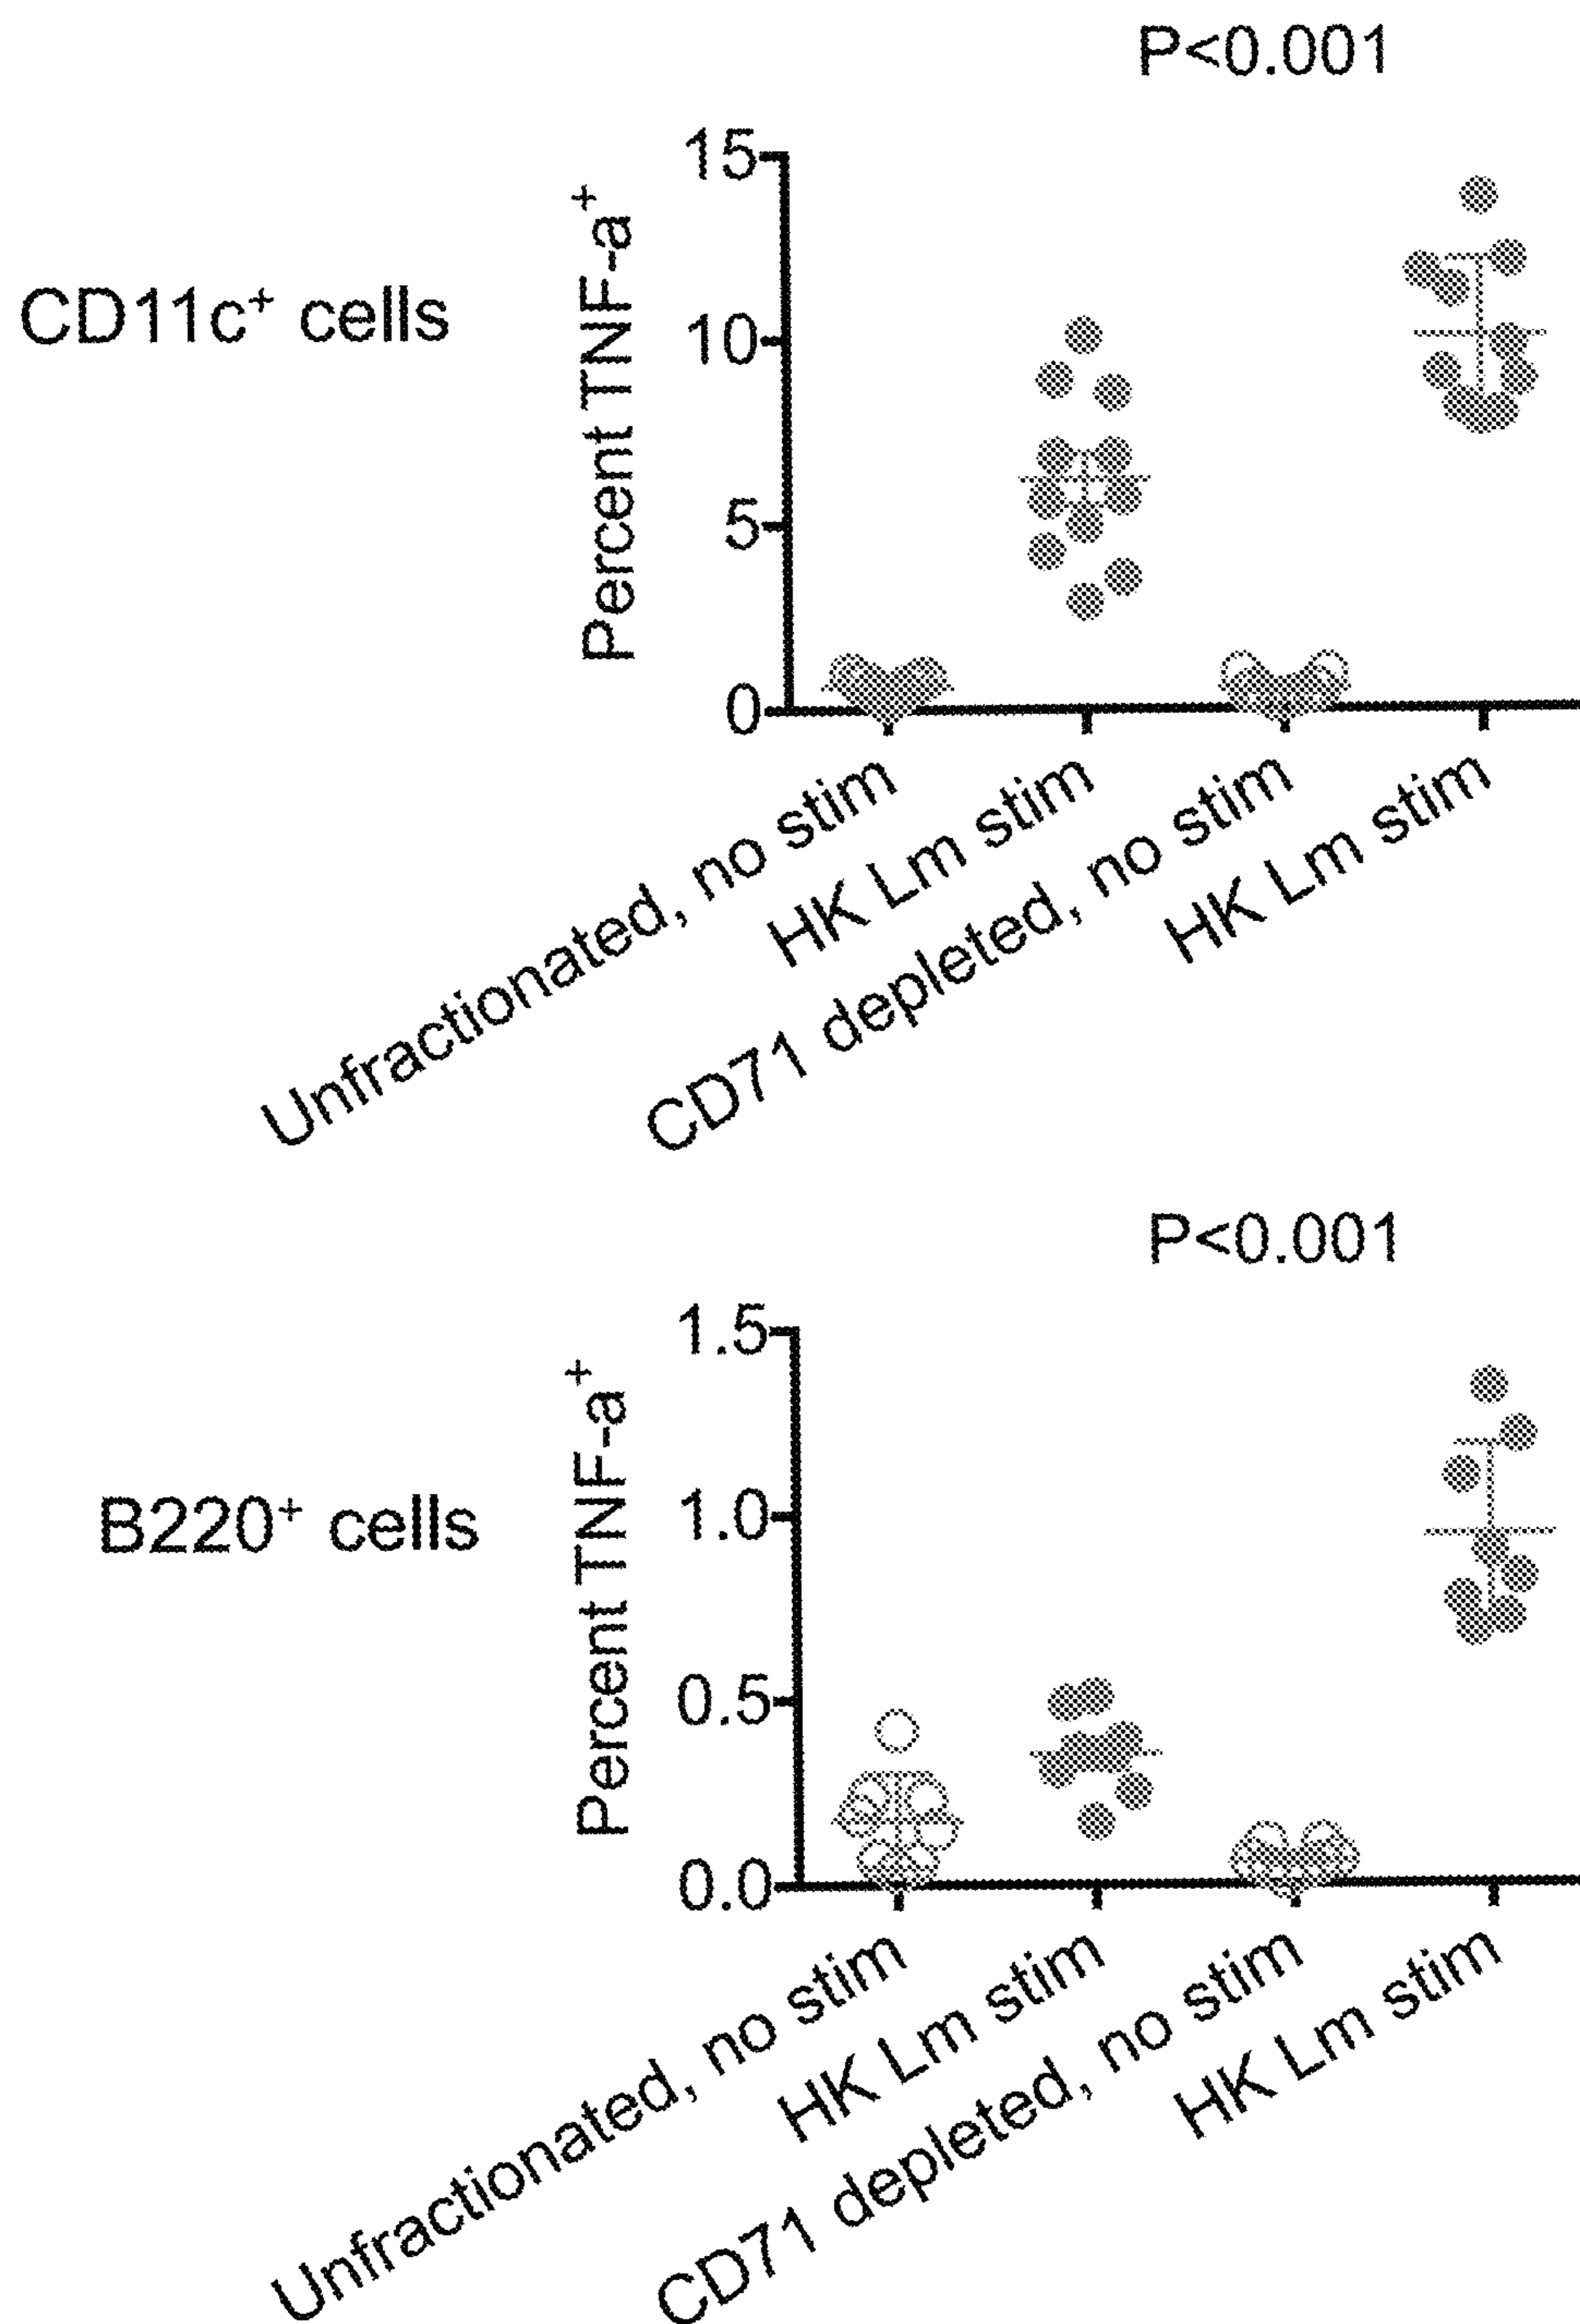 P<0.001
CD11c⁺ cells
Percent TNF-a⁺
15
10
5
0
Unfractionated, no stim
HK Lm stim
CD71 depleted, no stim
HK Lm stim
P<0.001
B220⁺ cells
Percent TNF-a⁺
1.5
1.0
0.5
0.0
Unfractionated, no stim
HK Lm stim
CD71 depleted, no stim
HK Lm stim